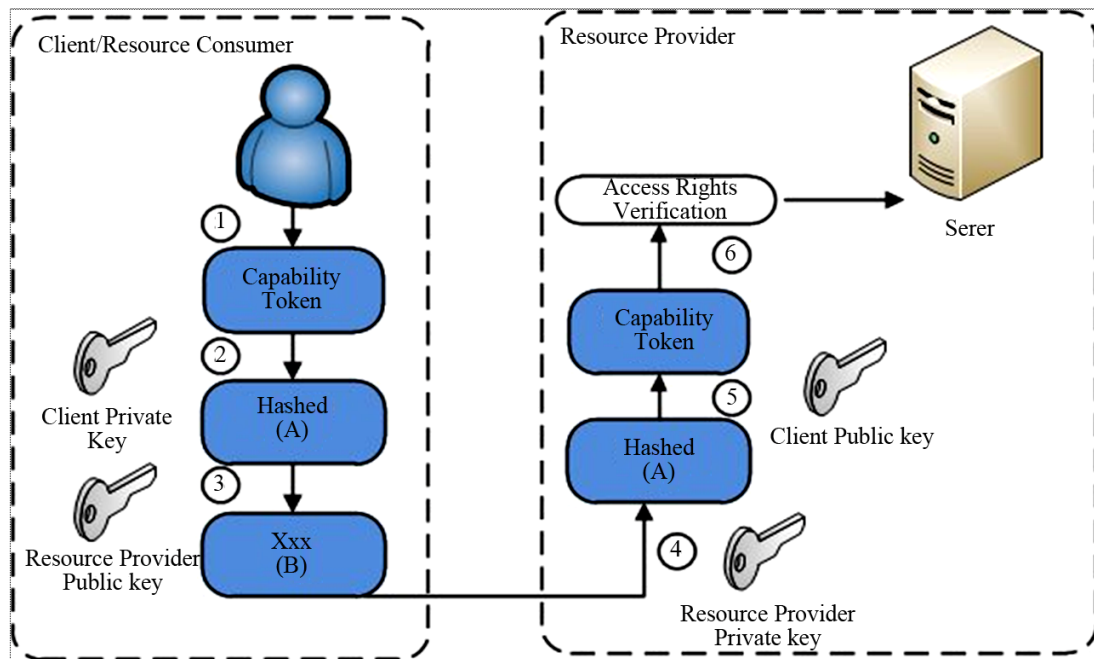 Client/Resource Consumer
1
Capability
Token
2
Client Private
Key
Hashed
(A)
3
Resource Provider
Public key
Xxx
(B)
Resource Provider
Serer
Access Rights
Verification
6
Capability
Token
5
Client Public key
Hashed
(A)
4
Resource Provider
Private key